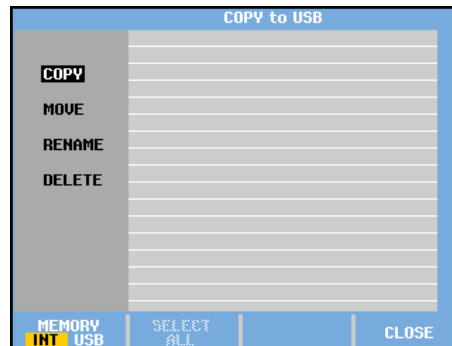 COPY to USB
COPY
MOVE
RENAME
DELETE
MEMORY
INT USB
SELECT
ALL
CLOSE